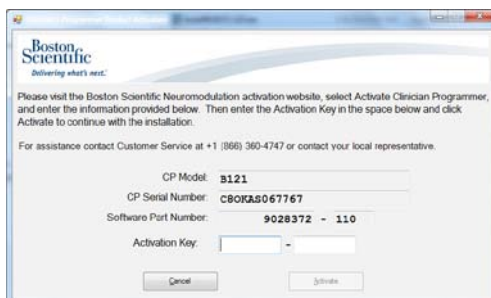 Boston
Scientific
Delivering what's next.™
Please visit the Boston Scientific Neuromodulation activation website, select Activate Clinician Programmer,
and enter the information provided below. Then enter the Activation Key in the space below and click
Activate to continue with the installation.
For assistance contact Customer Service at +1 (866) 360-4747 or contact your local representative.
CP Model: B121
CP Serial Number: C80KAS067767
Software Part Number: 9028372 - 110
Activation Key: -
Cancel Activate